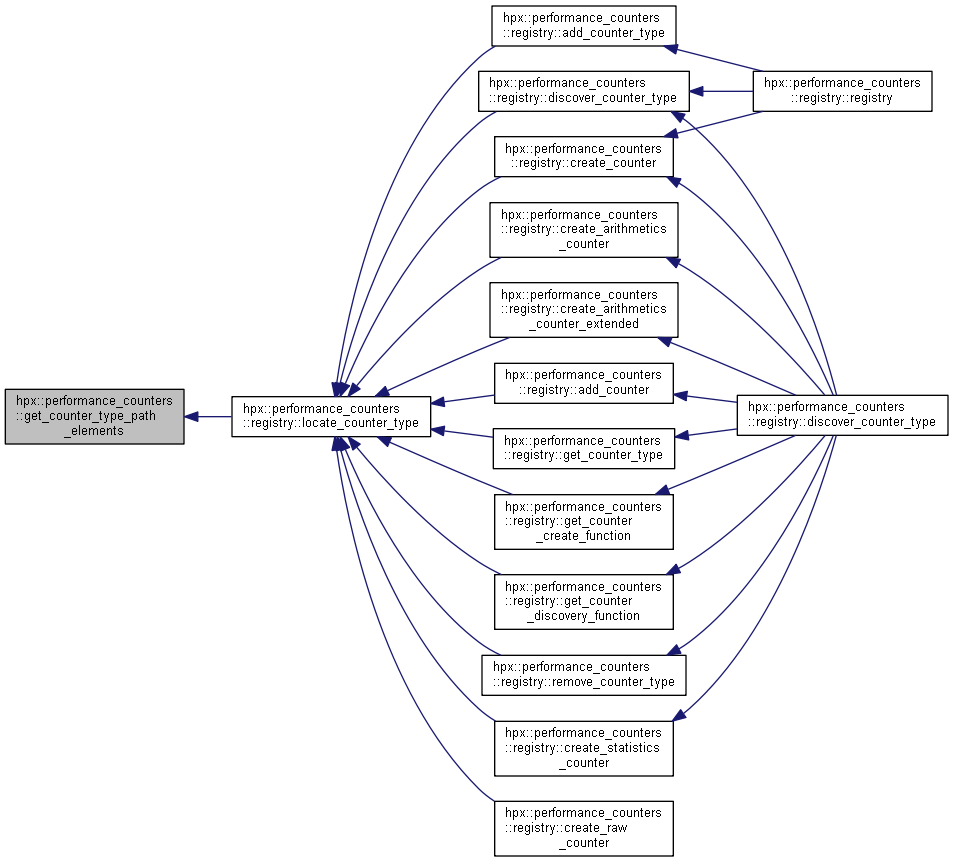 hpx::performance_counters
::registry::add_counter_type
hpx::performance_counters
::registry::discover_counter_type
hpx::performance_counters
::registry::registry
hpx::performance_counters
::registry::create_counter
hpx::performance_counters
::registry::create_arithmetics
_counter
hpx::performance_counters
::registry::create_arithmetics
_counter_extended
hpx::performance_counters
::registry::add_counter
hpx::performance_counters
::get_counter_type_path
_elements
hpx::performance_counters
::registry::locate_counter_type
hpx::performance_counters
::registry::discover_counter_type
hpx::performance_counters
::registry::get_counter_type
hpx::performance_counters
::registry::get_counter
_create_function
hpx::performance_counters
::registry::get_counter
_discovery_function
hpx::performance_counters
::registry::remove_counter_type
hpx::performance_counters
::registry::create_statistics
_counter
hpx::performance_counters
::registry::create_raw
_counter